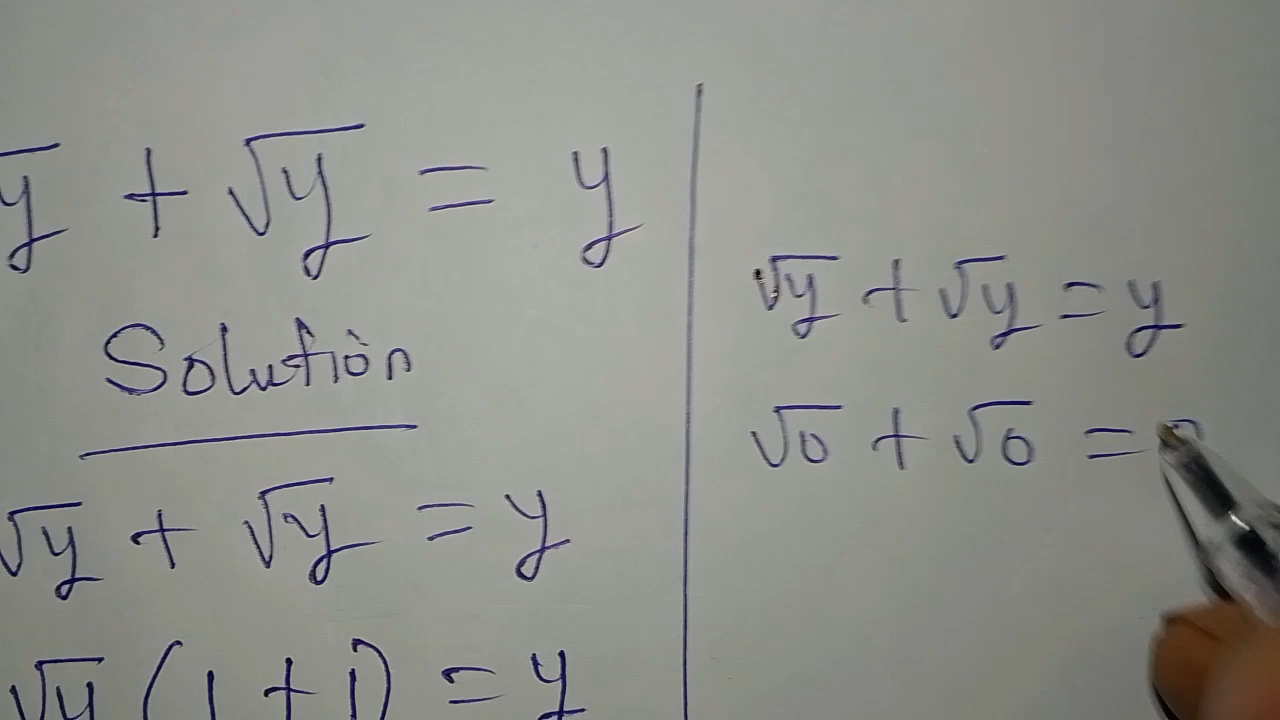 y + √y = y
Solution
√y + √y = y
√y (1 + 1) = y
√y + √y = y
√0 + √0 =